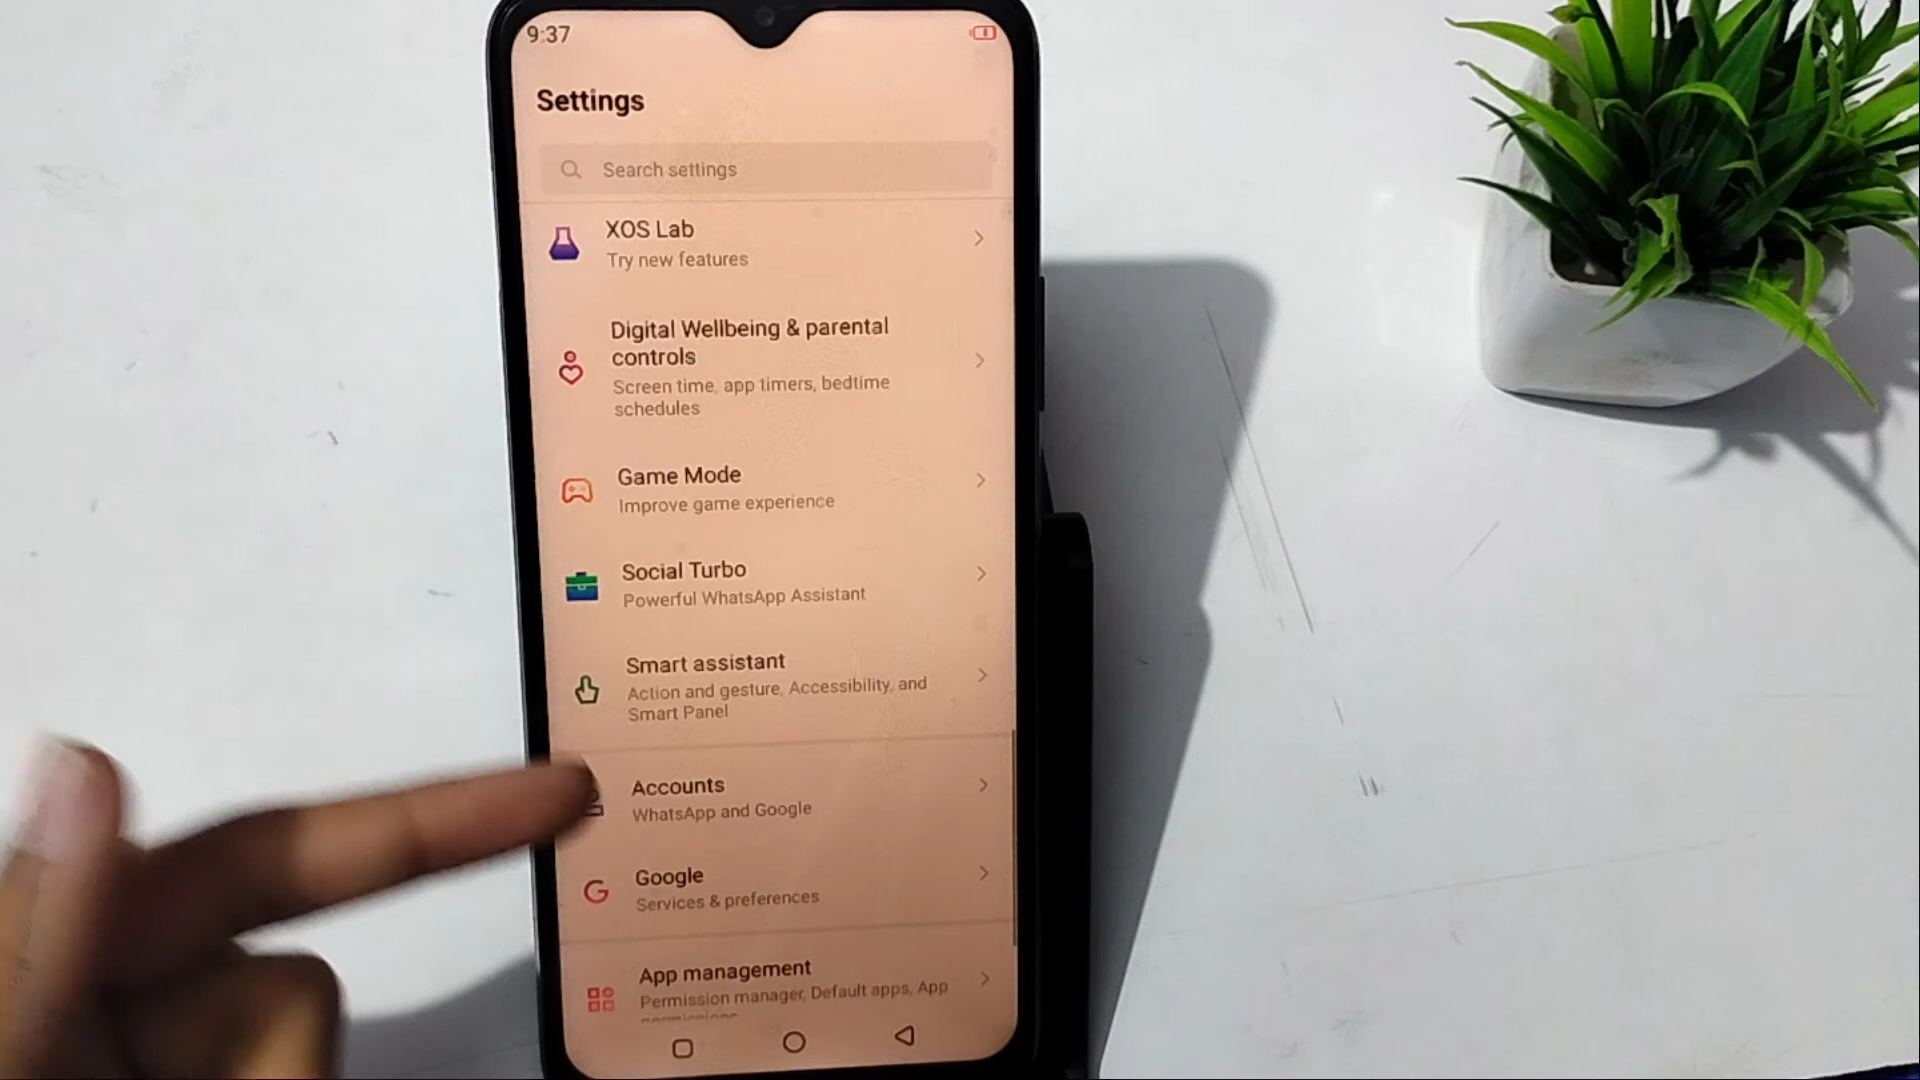 9:37
Settings
Search settings
XOS Lab
Try new features
Digital Wellbeing & parental
controls
Screen time, app timers, bedtime
schedules
Game Mode
Improve game experience
Social Turbo
Powerful WhatsApp Assistant
Smart assistant
Action and gesture, Accessibility, and
Smart Panel
Accounts
WhatsApp and Google
Google
Services & preferences
App management
Permission manager, Default apps, App